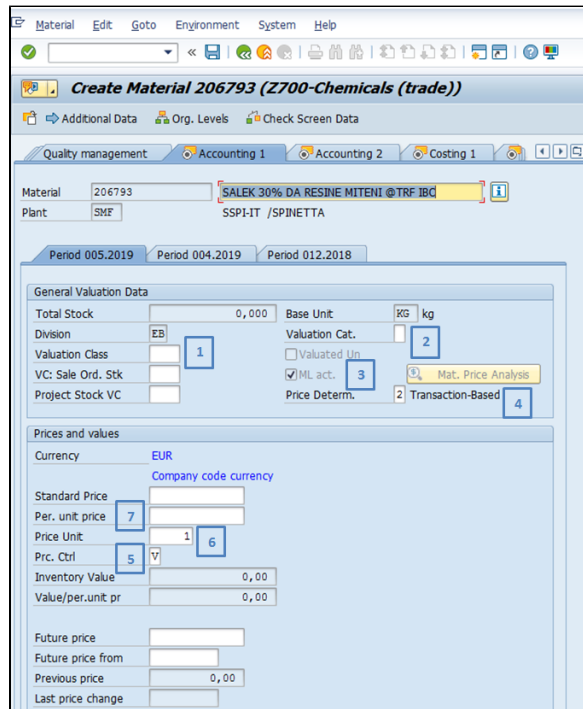 Material Edit Goto Environment System Help
Create Material 206793 (Z700-Chemicals (trade))
Additional Data Org. Levels Check Screen Data
Quality management Accounting 1 Accounting 2 Costing 1
Material 206793 SALEK 30% DA RESINE MITENI @TRF IBC
Plant SMF SSPI-IT /SPINETTA
Period 005.2019 Period 004.2019 Period 012.2018
General Valuation Data
Total Stock 0,000 Base Unit KG kg
Division EB Valuation Cat. 2
Valuation Class 1 Valuated Un
VC: Sale Ord. Stk ML act. 3 Mat. Price Analysis
Project Stock VC Price Determ. 2 Transaction-Based 4
Prices and values
Currency EUR
Company code currency
Standard Price
Per. unit price 7
Price Unit 1 6
Prc. Ctrl 5 V
Inventory Value 0,00
Value/per.unit pr 0,00
Future price
Future price from
Previous price 0,00
Last price change